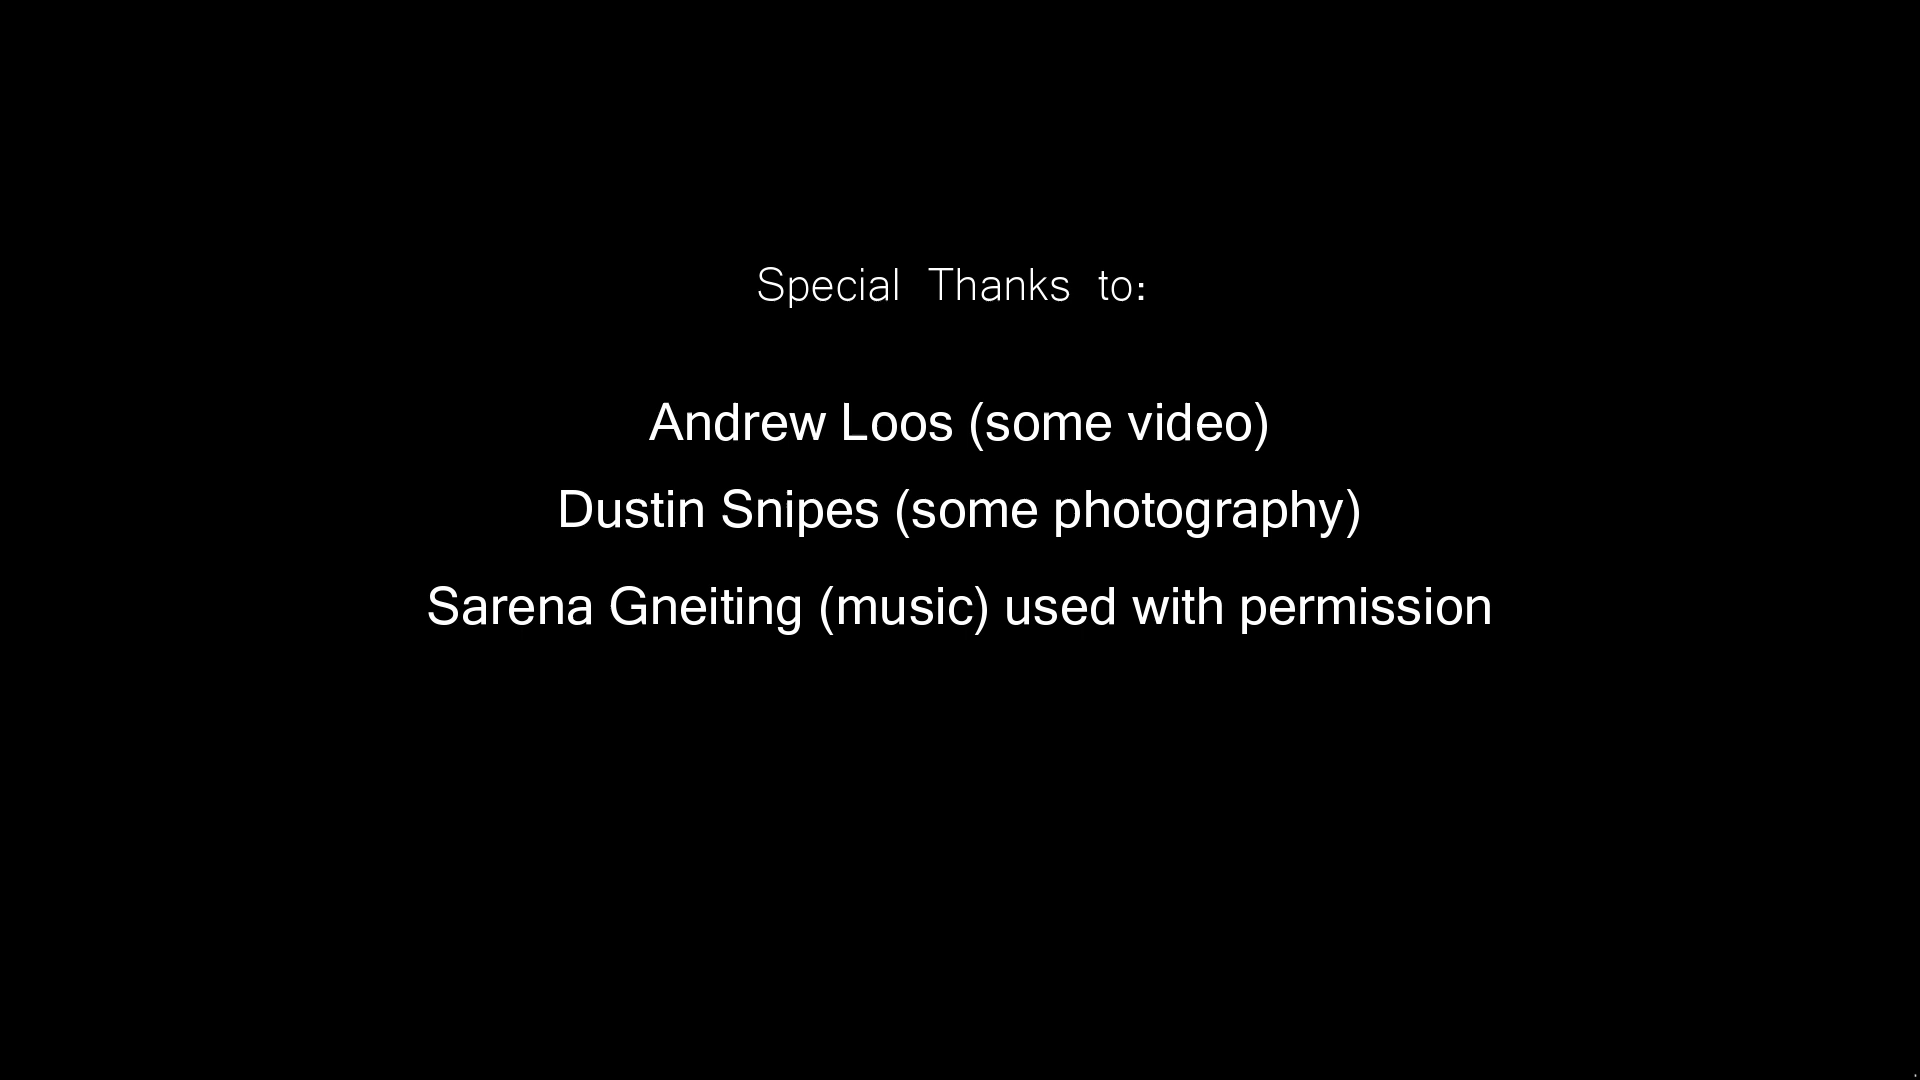 Special Thanks to:
Andrew Loos (some video)
Dustin Snipes (some photography)
Sarena Gneiting (music) used with permission